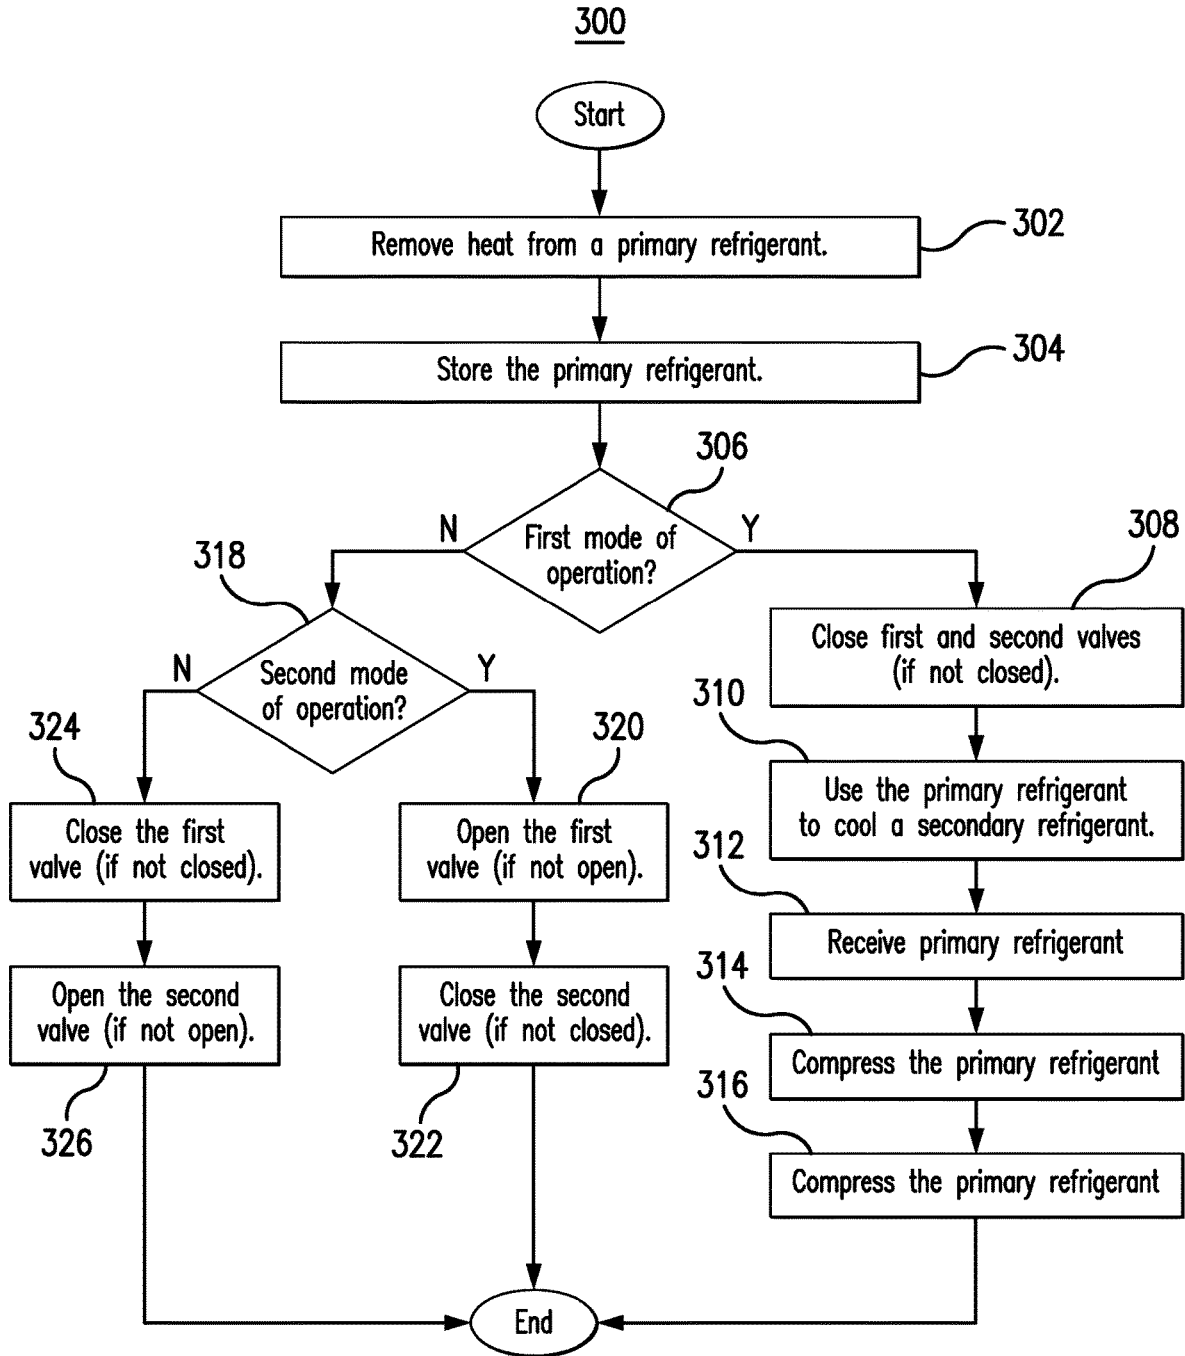 300
Start
302
Remove heat from a primary refrigerant.
304
Store the primary refrigerant.
306
First mode of
operation?
N
Y
308
Close first and second valves
(if not closed).
310
Use the primary refrigerant
to cool a secondary refrigerant.
312
Receive primary refrigerant
314
Compress the primary refrigerant
316
Compress the primary refrigerant
318
Second mode
of operation?
N
Y
320
Open the first
valve (if not open).
Close the second
valve (if not closed).
322
324
Close the first
valve (if not closed).
Open the second
valve (if not open).
326
End